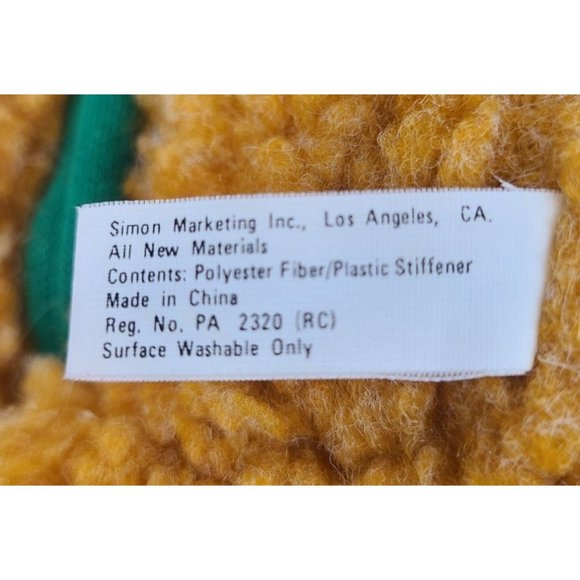 Simon Marketing Inc., Los Angeles, CA.
All New Materials
Contents: Polyester Fiber/Plastic Stiffener
Made in China
Reg. No. PA 2320 (RC)
Surface Washable Only